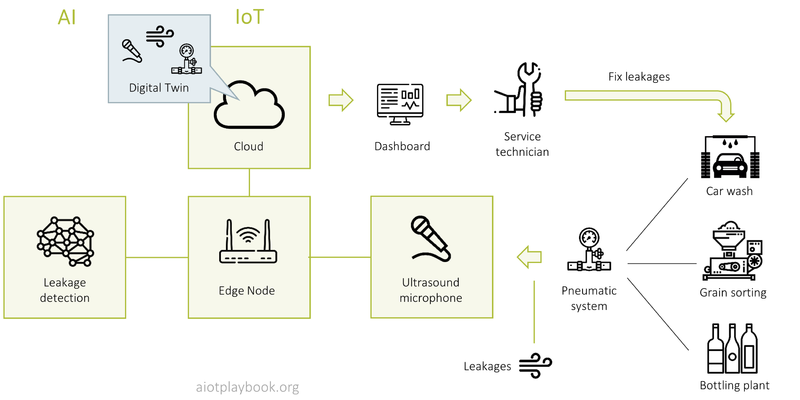 AI
IoT
Digital Twin
Cloud
Dashboard
Service
technician
Fix leakages
Car wash
Leakage
detection
Edge Node
Ultrasound
microphone
Pneumatic
system
Grain sorting
Leakages
Bottling plant
aiotplaybook.org